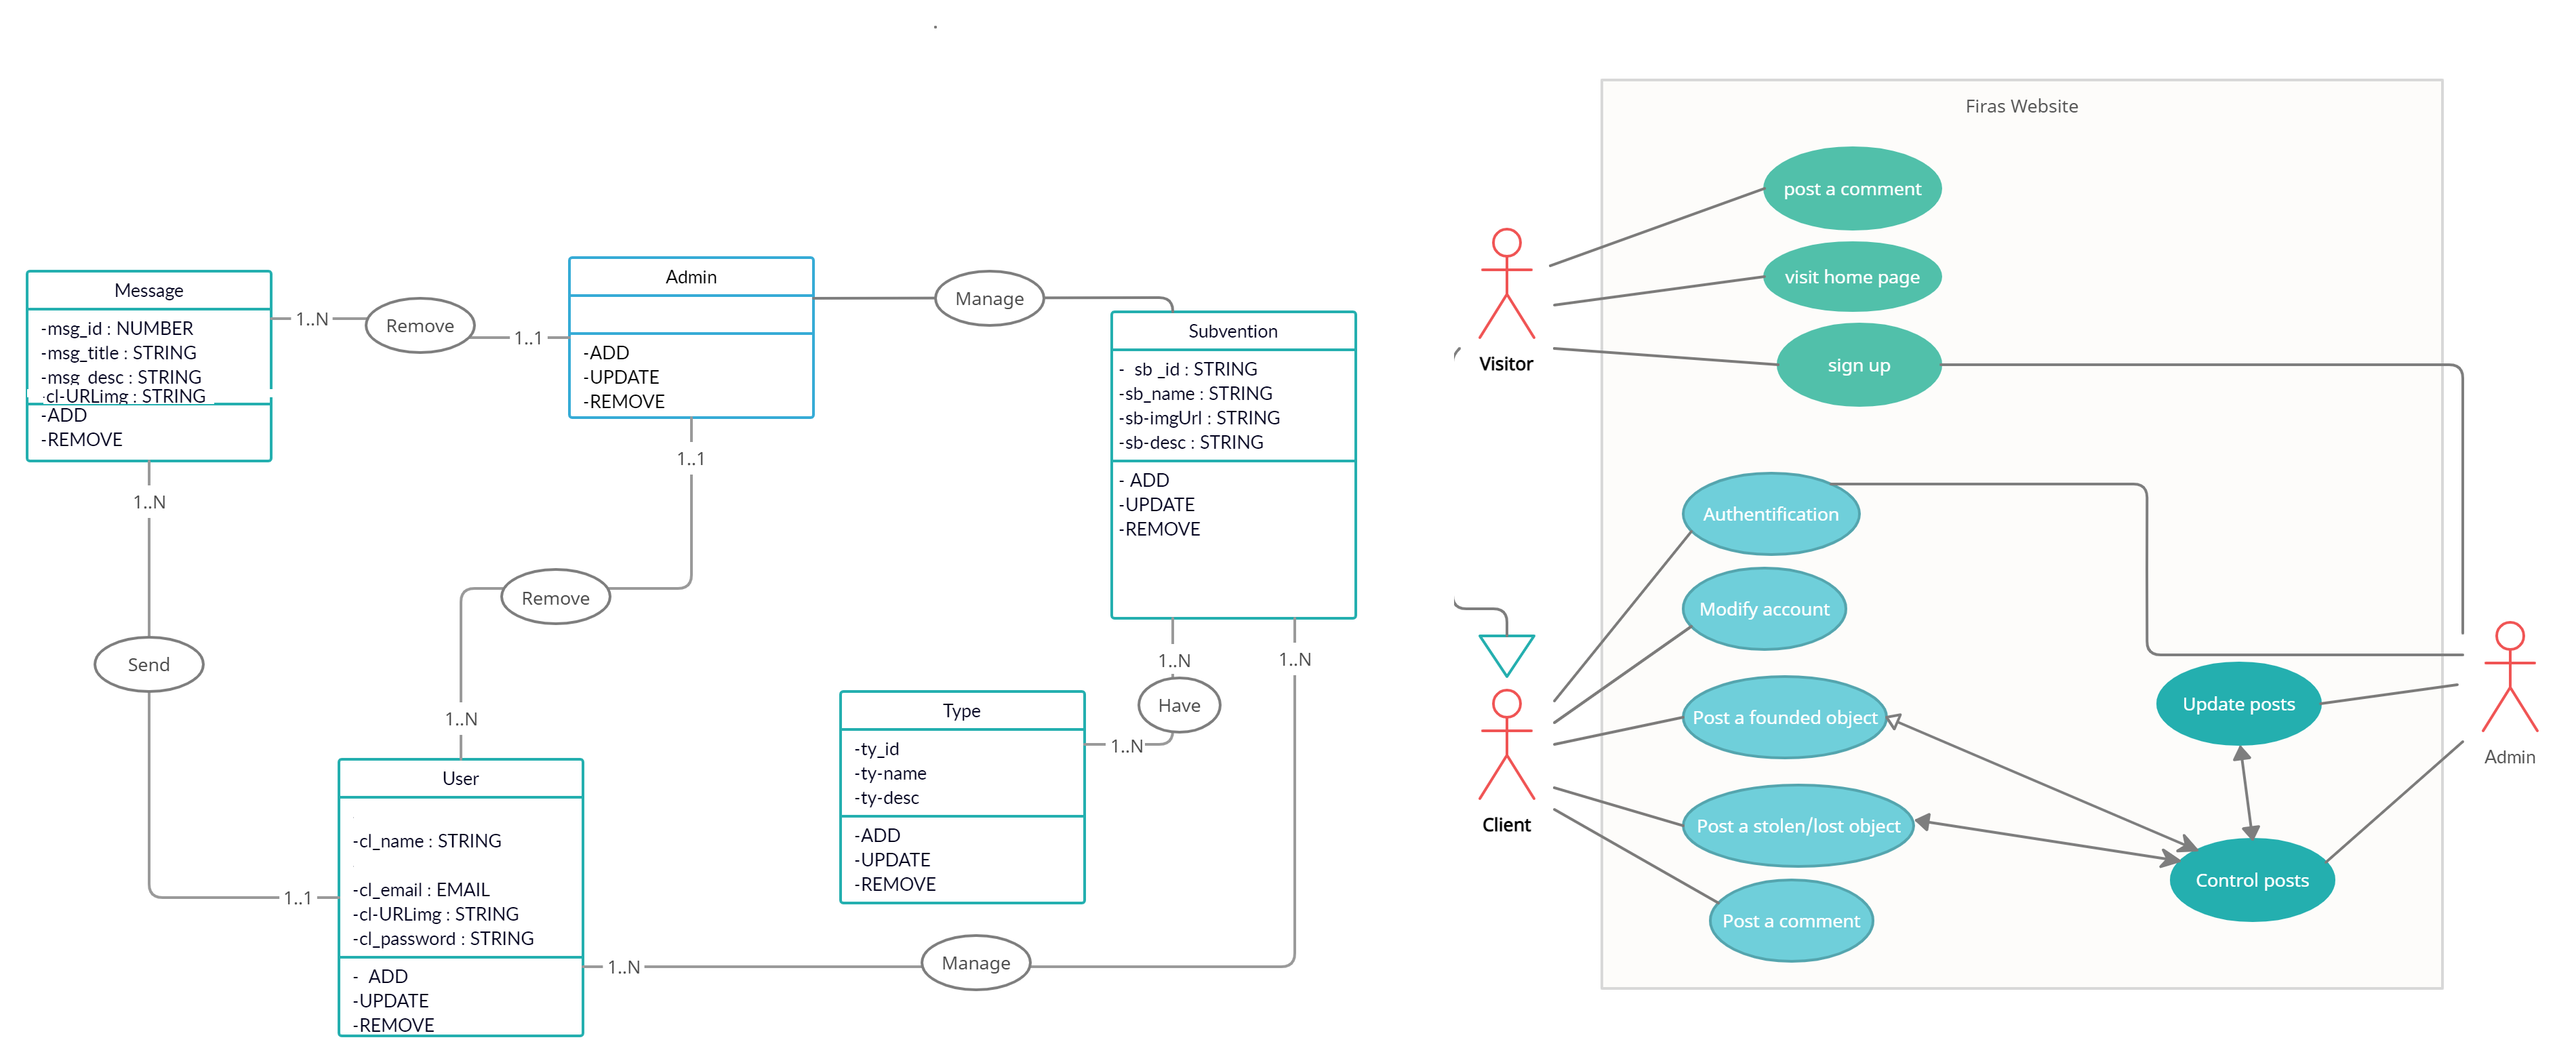 Message
-msg_id : NUMBER
-msg_title : STRING
-msg_desc : STRING
cl-URLimg : STRING
-ADD
-REMOVE
1..N
Remove
1..1
Admin
-ADD
-UPDATE
-REMOVE
Manage
Subvention
- sb _id : STRING
-sb_name : STRING
-sb-imgUrl : STRING
-sb-desc : STRING
- ADD
-UPDATE
-REMOVE
1..N
Send
1..1
1..1
Remove
1..N
User
-cl_name : STRING
-cl_email : EMAIL
-cl-URLimg : STRING
-cl_password : STRING
- ADD
-UPDATE
-REMOVE
Type
-ty_id
-ty-name
-ty-desc
-ADD
-UPDATE
-REMOVE
1..N
Have
1..N
1..N
1..N
Manage
Firas Website
post a comment
visit home page
sign up
Visitor
Authentification
Modify account
Post a founded object
Post a stolen/lost object
Post a comment
Client
Update posts
Control posts
Admin